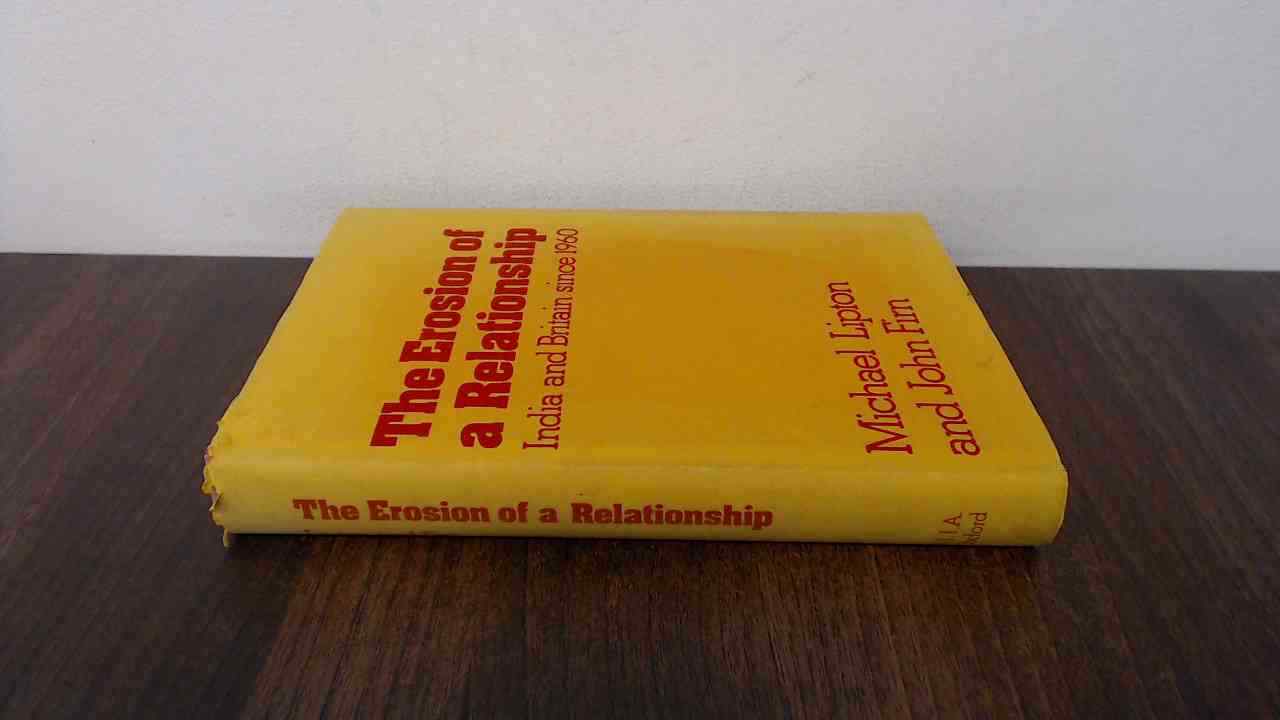 The Erosion of
a Relationship
India and Britain since 1960
Michael Lipton
and John Firn
The Erosion of a Relationship
I.A.